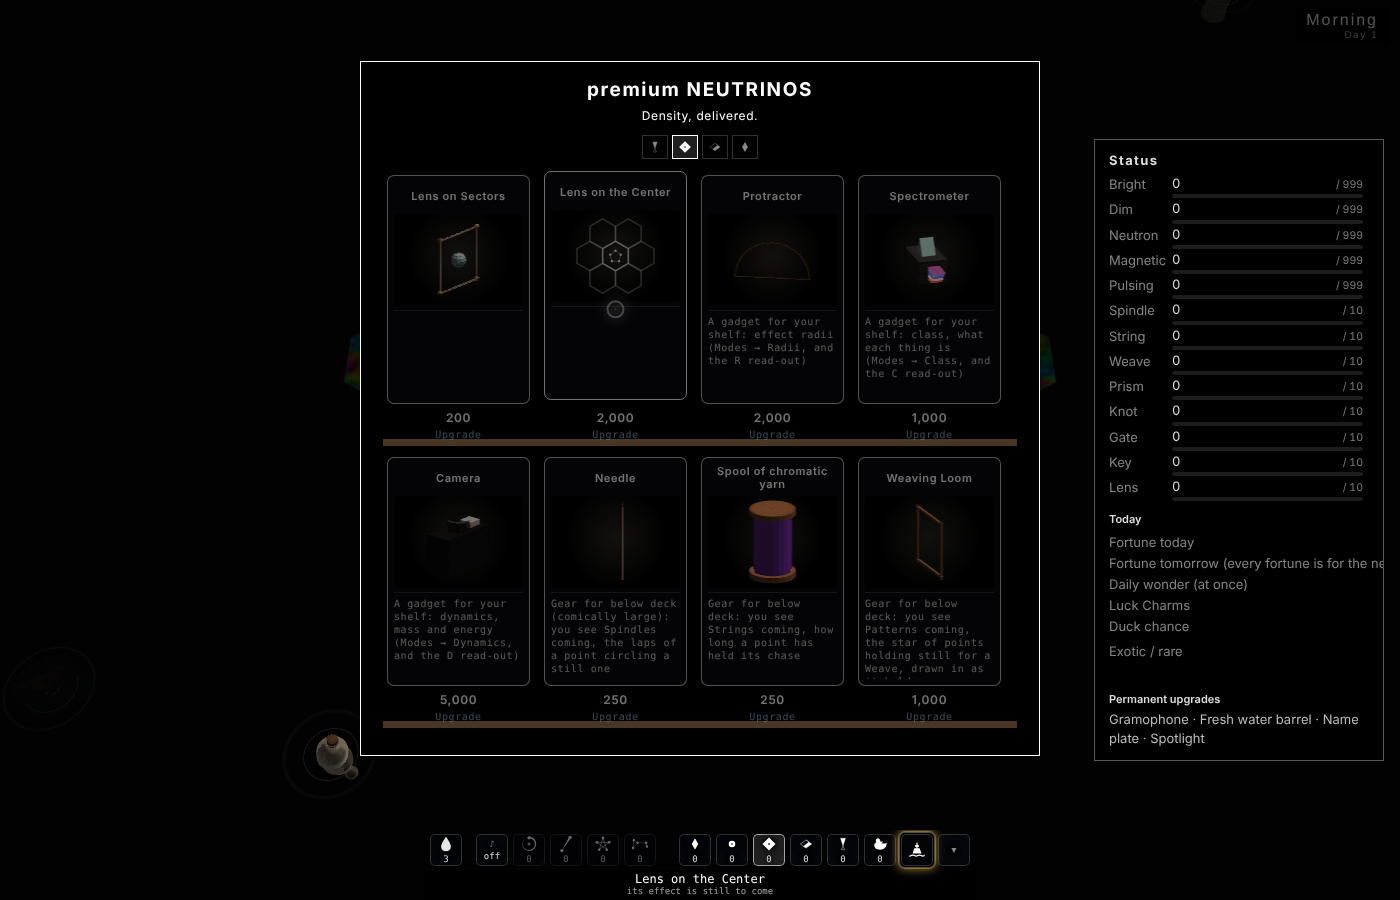 Morning
Day 1
premium NEUTRINOS
Density, delivered.
Lens on Sectors
200
Upgrade
Lens on the Center
2,000
Upgrade
Protractor
A gadget for your
shelf: effect radii
(Modes → Radii, and
the R read-out)
2,000
Upgrade
Spectrometer
A gadget for your
shelf: class, what
each thing is
(Modes → Class, and
the C read-out)
1,000
Upgrade
Camera
A gadget for your
shelf: dynamics,
mass and energy
(Modes → Dynamics,
and the D read-out)
5,000
Upgrade
Needle
Gear for below deck
(comically large):
you see Spindles
coming, the laps of
a point circling a
still one
250
Upgrade
Spool of chromatic
yarn
Gear for below
deck: you see
Strings coming, how
long a point has
held its chase
250
Upgrade
Weaving Loom
Gear for below
deck: you see
Patterns coming,
the star of points
holding still for a
Weave, drawn in as
1,000
Upgrade
Status
Bright 0 / 999
Dim 0 / 999
Neutron 0 / 999
Magnetic 0 / 999
Pulsing 0 / 999
Spindle 0 / 10
String 0 / 10
Weave 0 / 10
Prism 0 / 10
Knot 0 / 10
Gate 0 / 10
Key 0 / 10
Lens 0 / 10
Today
Fortune today
Fortune tomorrow (every fortune is for the ne
Daily wonder (at once)
Luck Charms
Duck chance
Exotic / rare
Permanent upgrades
Gramophone · Fresh water barrel · Name
plate · Spotlight
3 off 0 0 0 0 0 0 0 0 0 0
Lens on the Center
its effect is still to come